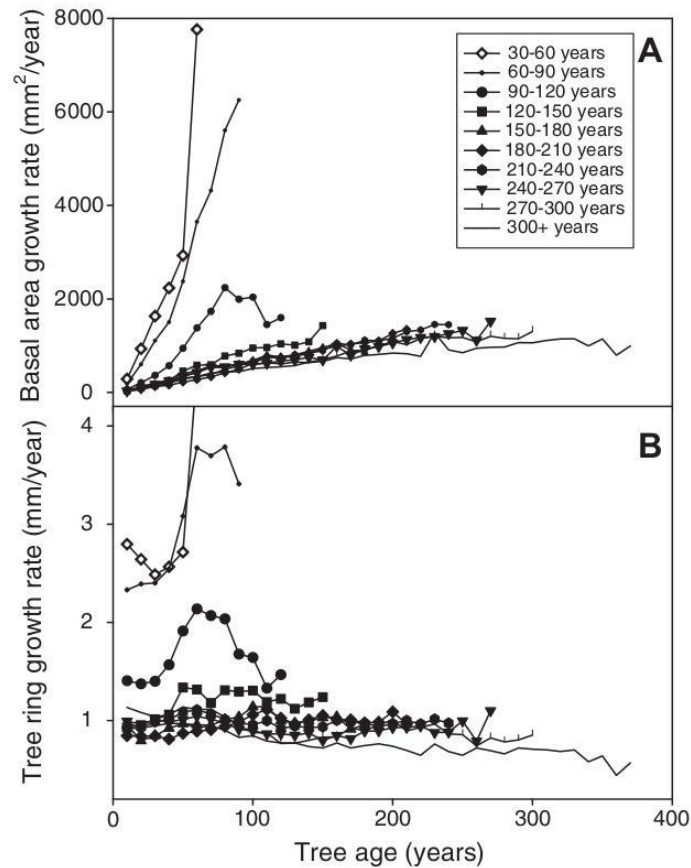 A
8000
6000
4000
2000
0
Basal area growth rate (mm²/year)
30-60 years
60-90 years
90-120 years
120-150 years
150-180 years
180-210 years
210-240 years
240-270 years
270-300 years
300+ years
B
4
3
2
1
Tree ring growth rate (mm/year)
0 100 200 300 400
Tree age (years)